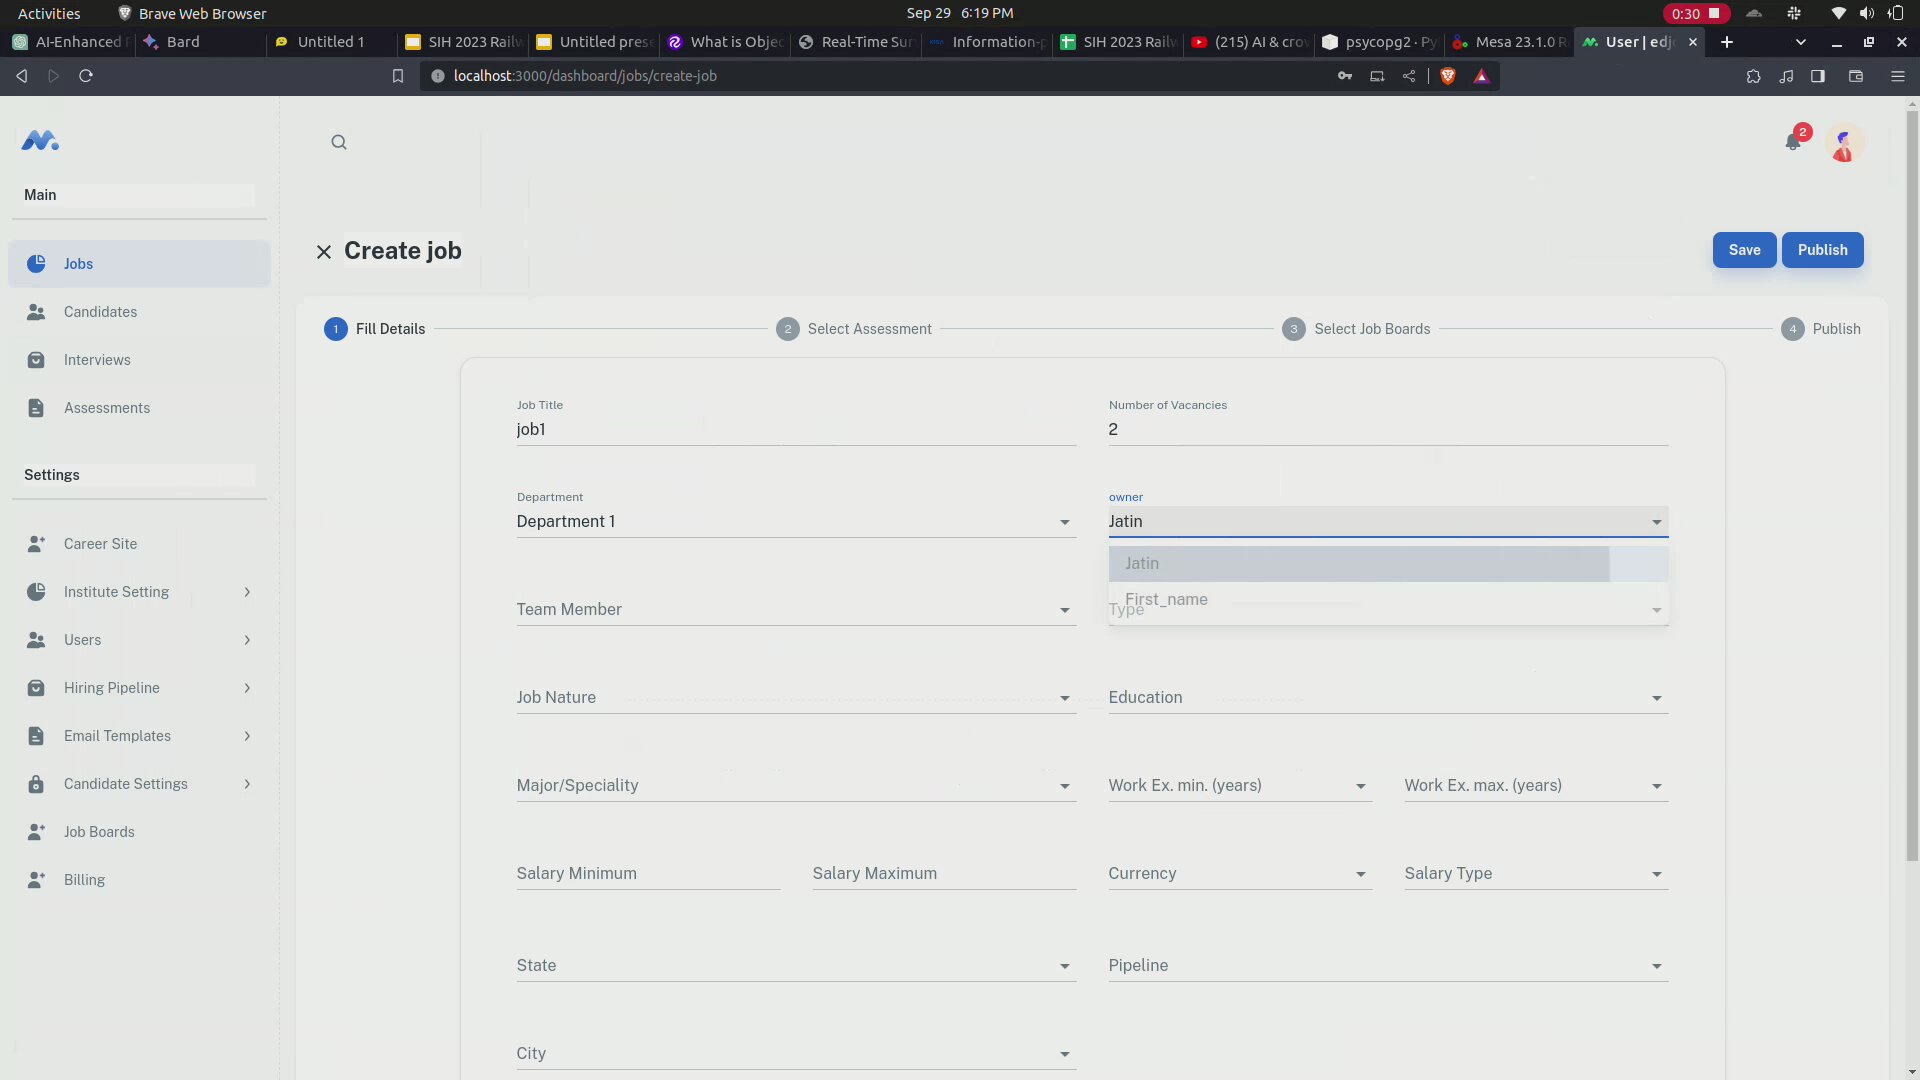 Activities
Brave Web Browser
Sep 29 6:19 PM
0:30
AI-Enhanced
Bard
Untitled 1
SIH 2023 Railw
Untitled prese
What is Objec
Real-Time Sur
Information-p
SIH 2023 Railw
(215) AI & crow
psycopg2 · Py
Mesa 23.1.0 R
User | edj
localhost:3000/dashboard/jobs/create-job
2
Main
Create job
Save
Publish
Jobs
Candidates
Interviews
Assessments
Settings
Career Site
Institute Setting
Users
Hiring Pipeline
Email Templates
Candidate Settings
Job Boards
Billing
1 Fill Details
2 Select Assessment
3 Select Job Boards
4 Publish
Job Title
job1
Number of Vacancies
2
Department
Department 1
owner
Jatin
Jatin
First_name
Team Member
Type
Job Nature
Education
Major/Speciality
Work Ex. min. (years)
Work Ex. max. (years)
Salary Minimum
Salary Maximum
Currency
Salary Type
State
Pipeline
City